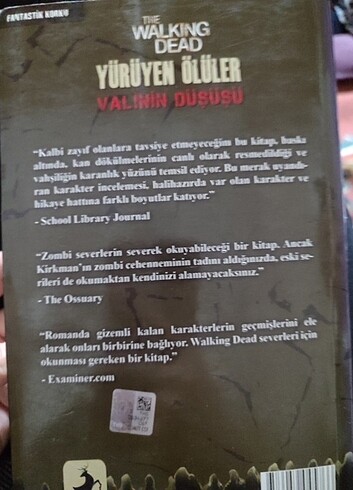 FANTASTİK KORKU
THE
WALKING
DEAD
YÜRÜYEN ÖLÜLER
VALİNİN DÜŞÜŞÜ
"Kalbi zayıf olanlara tavsiye etmeyeceğim bu kitap, baskı
altında, kan dökülmelerinin canlı olarak resmedildiği ve
vahşiliğin karanlık yüzünü temsil ediyor. Bu merak uyandı-
ran karakter incelemesi, halihazırda var olan karakter ve
hikaye hattına farklı boyutlar katıyor."
- School Library Journal
"Zombi severlerin severek okuyabileceği bir kitap. Ancak
Kirkman'ın zombi cehenneminin tadını aldığınızda, eski se-
rileri de okumaktan kendinizi alamayacaksınız."
- The Ossuary
"Romanda gizemli kalan karakterlerin geçmişlerini ele
alarak onları birbirine bağlıyor. Walking Dead severleri için
okunması gereken bir kitap."
- Examiner.com